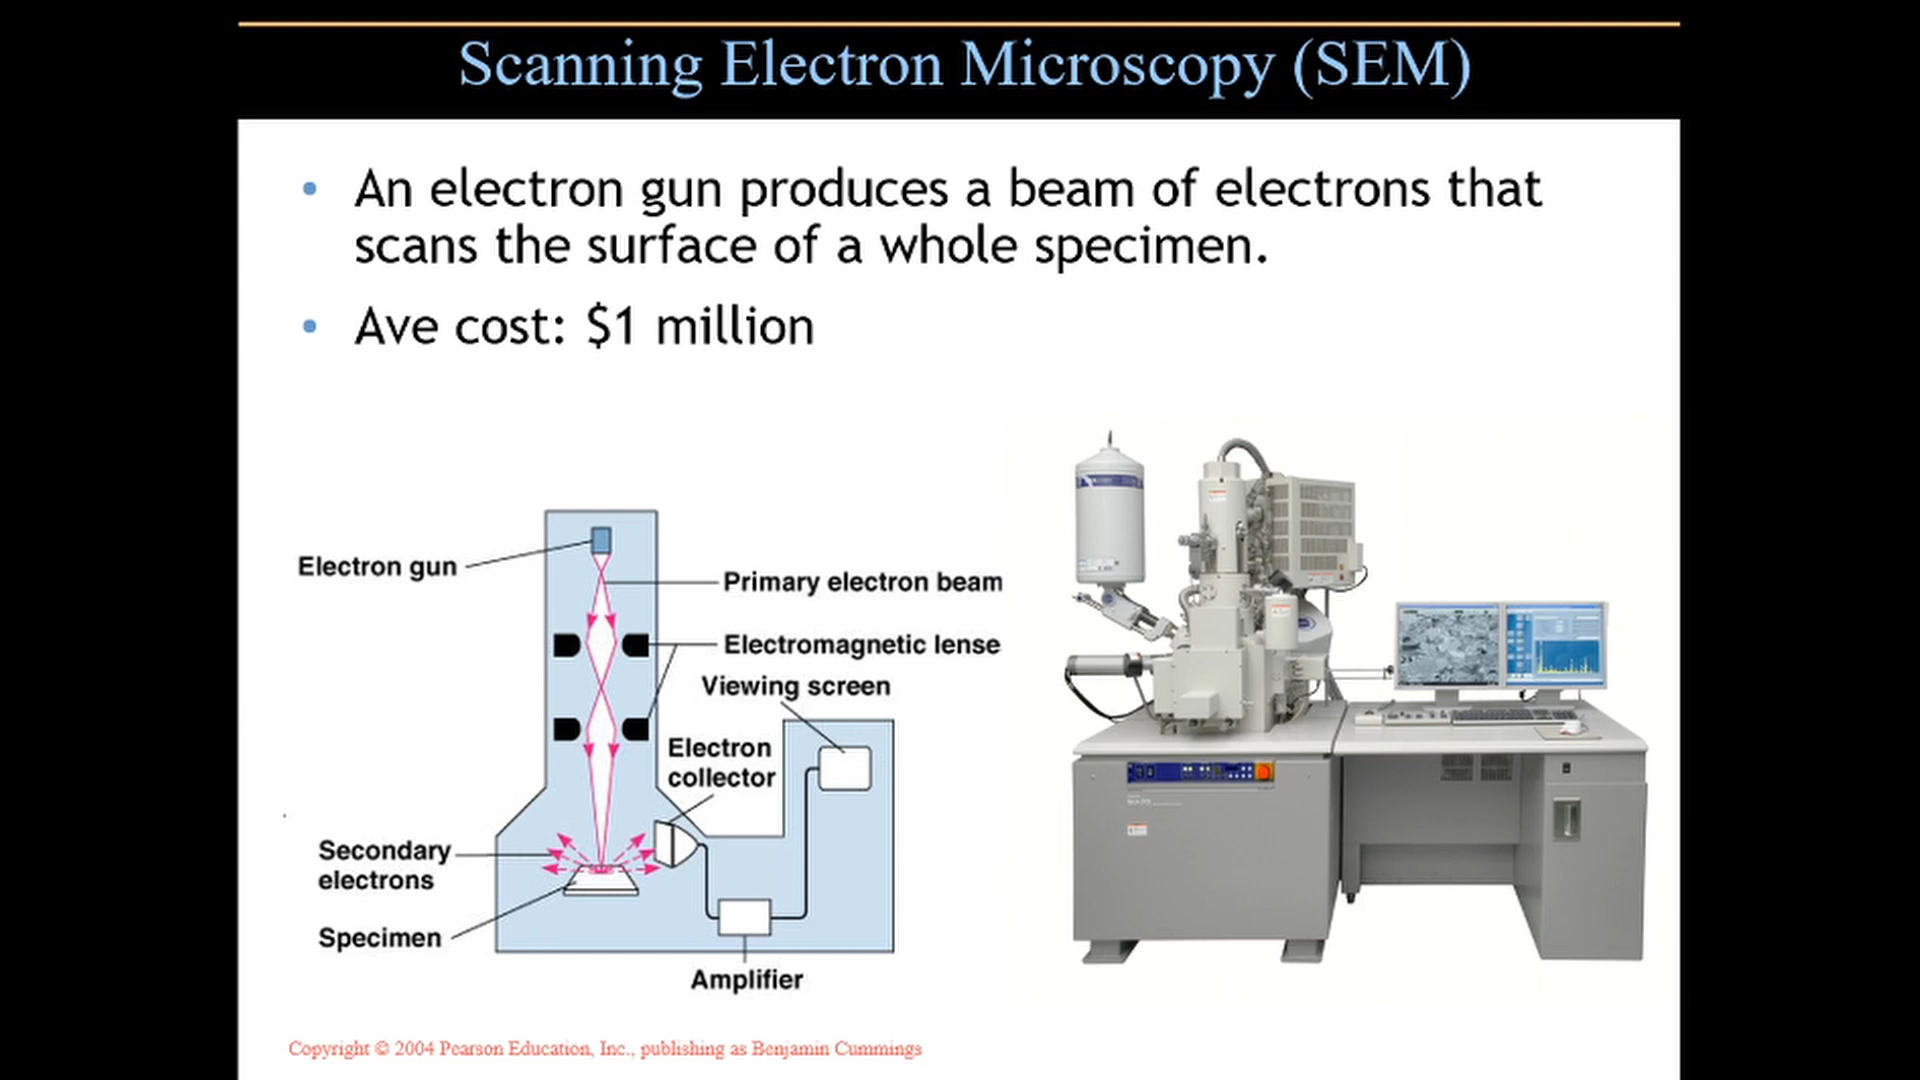 Scanning Electron Microscopy (SEM)
• An electron gun produces a beam of electrons that
scans the surface of a whole specimen.
• Ave cost: $1 million
Electron gun
Primary electron beam
Electromagnetic lense
Viewing screen
Electron
collector
Secondary
electrons
Specimen
Amplifier
Copyright © 2004 Pearson Education, Inc., publishing as Benjamin Cummings